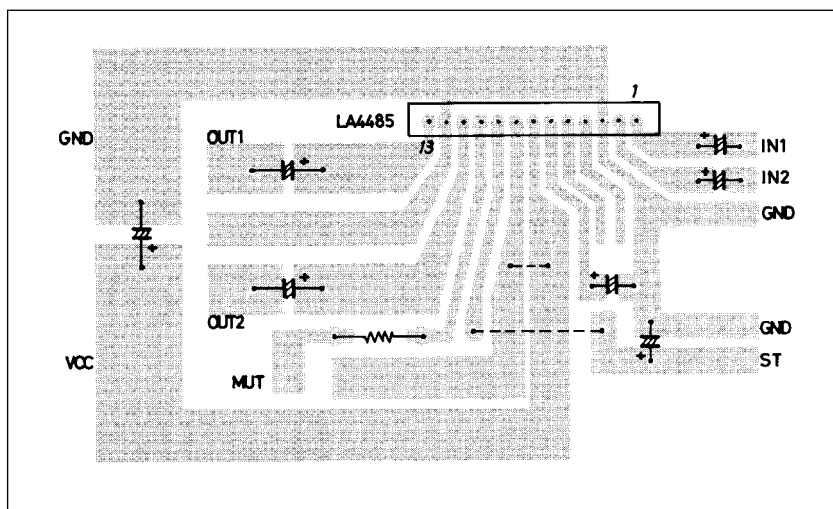 1
LA4485
13
GND
OUT1
IN1
IN2
GND
+
+
+
+
+
+
+
OUT2
GND
VCC
ST
MUT